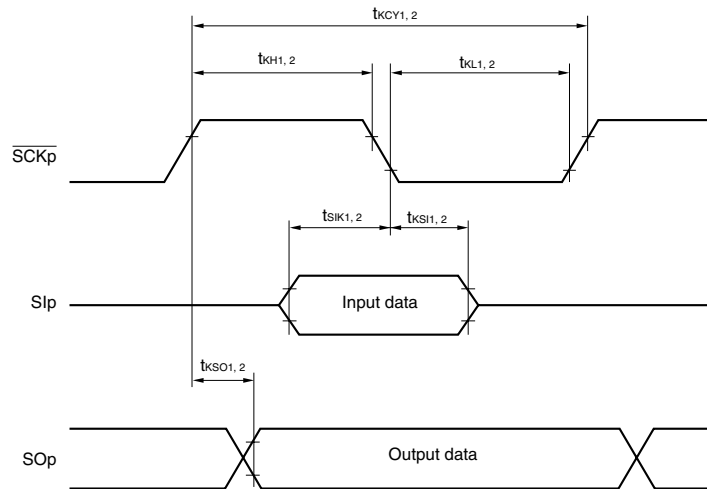 tKCY1, 2
tKH1, 2
tKL1, 2
SCKp
tSIK1, 2
tKSI1, 2
SIp
Input data
tKSO1, 2
SOp
Output data